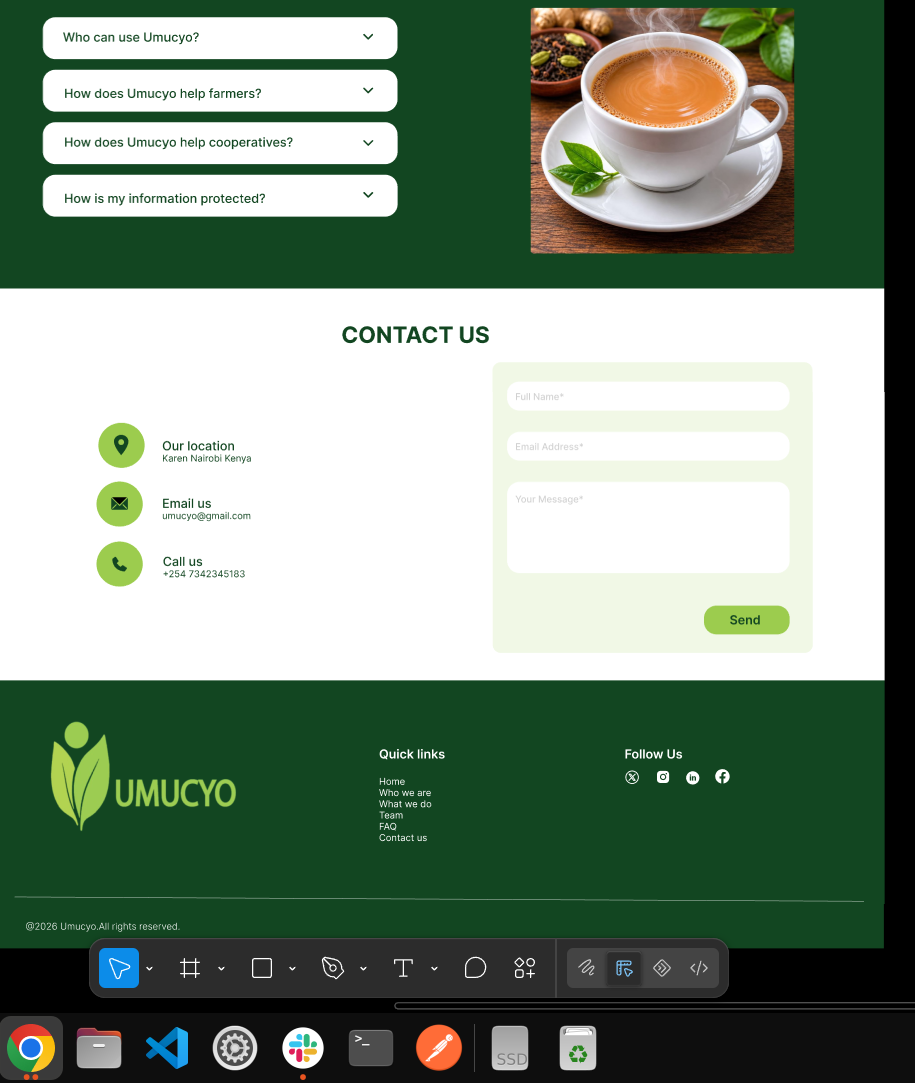 Who can use Umucyo?
How does Umucyo help farmers?
How does Umucyo help cooperatives?
How is my information protected?
CONTACT US
Our location
Karen Nairobi Kenya
Email us
umucyo@gmail.com
Call us
+254 7342345183
Full Name*
Email Address*
Your Message*
Send
UMUCYO
Quick links
Home
Who we are
What we do
Team
FAQ
Contact us
Follow Us
@2026 Umucyo.All rights reserved.
SSD